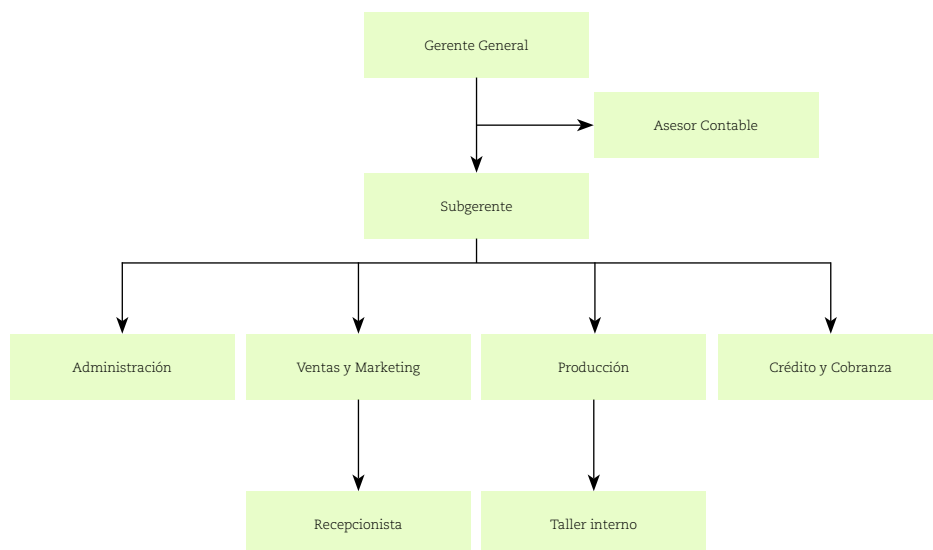 Gerente General
Asesor Contable
Subgerente
Administración
Ventas y Marketing
Producción
Crédito y Cobranza
Recepcionista
Taller interno